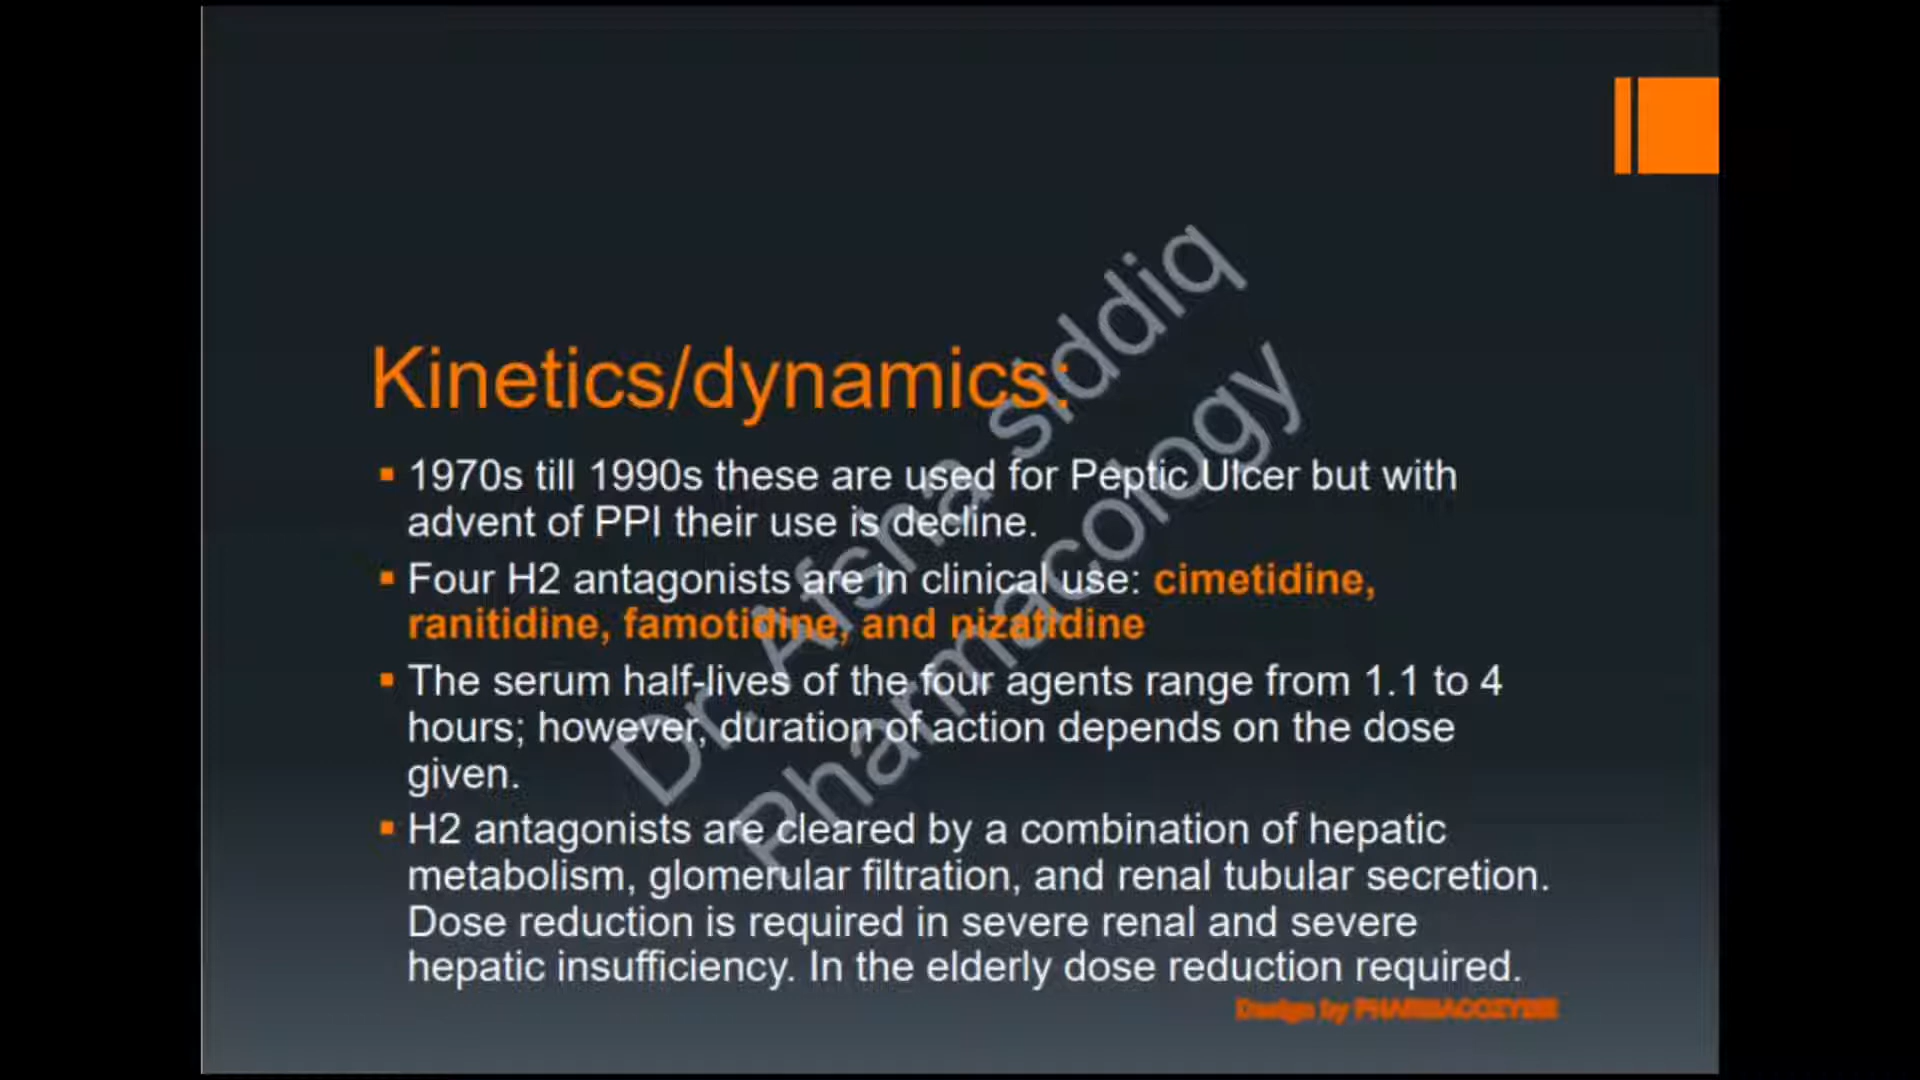 Kinetics/dynamics:
1970s till 1990s these are used for Peptic Ulcer but with
advent of PPI their use is decline.
Four H2 antagonists are in clinical use: cimetidine,
ranitidine, famotidine, and nizatidine
The serum half-lives of the four agents range from 1.1 to 4
hours; however, duration of action depends on the dose
given.
H2 antagonists are cleared by a combination of hepatic
metabolism, glomerular filtration, and renal tubular secretion.
Dose reduction is required in severe renal and severe
hepatic insufficiency. In the elderly dose reduction required.
Dr. Afsha siddiq
Pharmacology
Design by